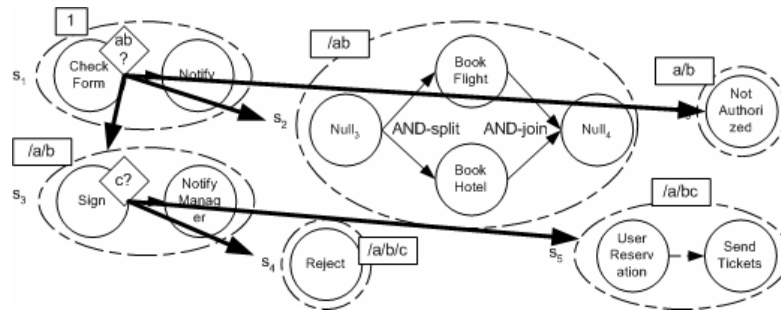 1
/ab
a/b
ab
?
Check
Form
Notify
s1
s2
Book
Flight
Null3
AND-split
AND-join
Null4
Not
Authori
zed
Book
Hotel
/a/b
c?
s3
Sign
Notify
Manag
er
/a/bc
s4
Reject
/a/b/c
s5
User
Reserv
ation
Send
Tickets